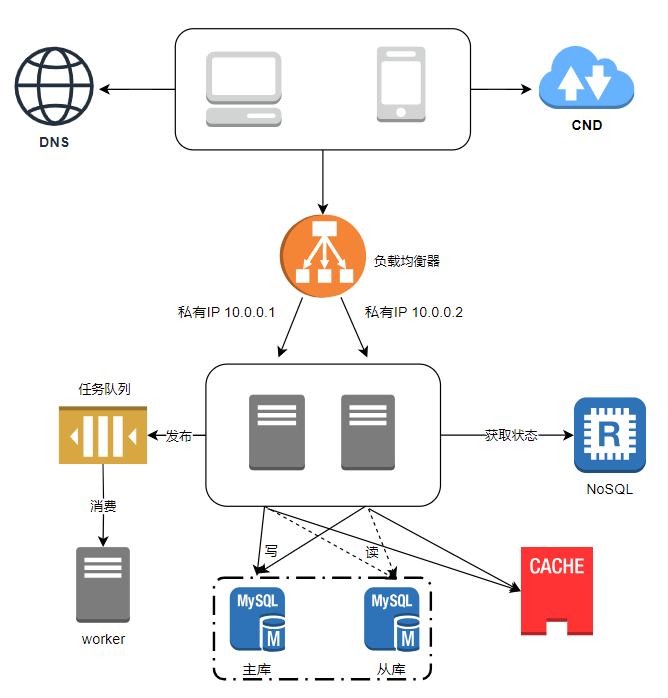 DNS
CND
负载均衡器
私有IP 10.0.0.1
私有IP 10.0.0.2
任务队列
发布
获取状态
R
NoSQL
消费
写
读
CACHE
MySQL
M
MySQL
M
worker
主库
从库